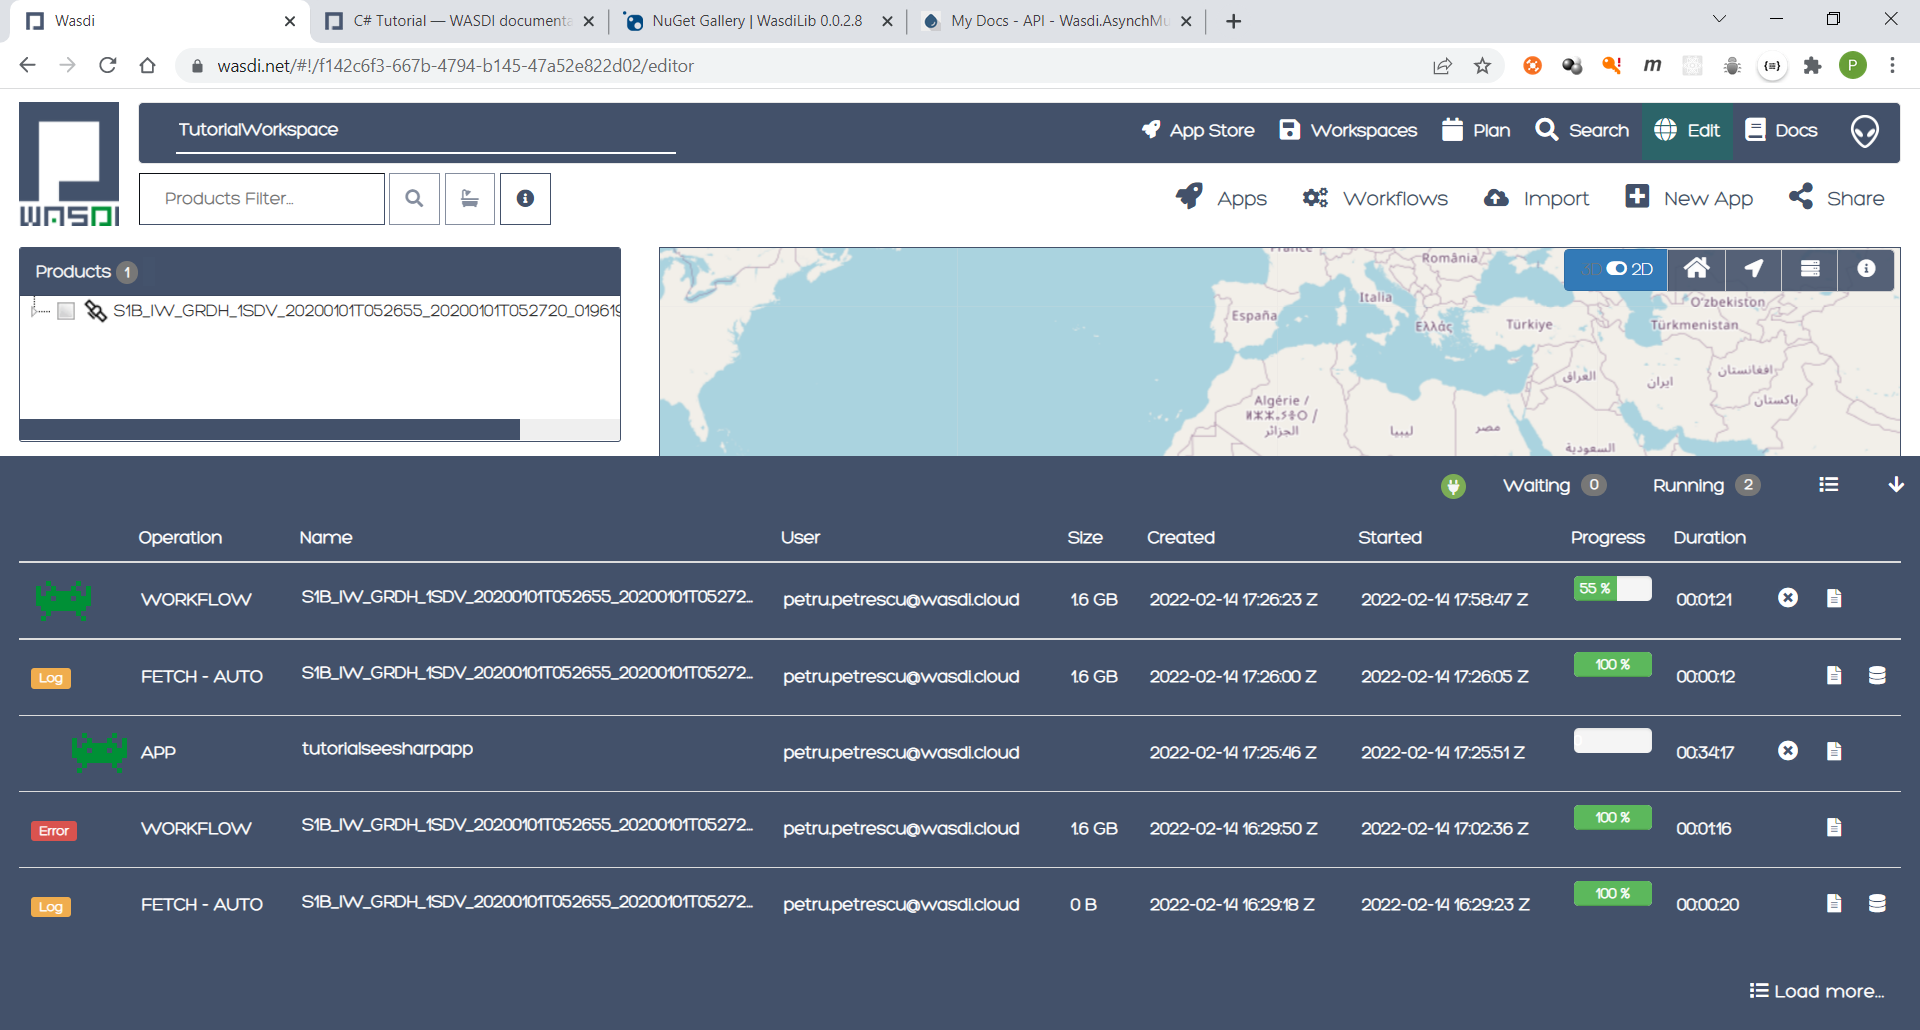 Wasdi
C# Tutorial — WASDI documenta
NuGet Gallery | WasdiLib 0.0.2.8
My Docs - API - Wasdi.AsynchMu
wasdi.net/#!/f142c6f3-667b-4794-b145-47a52e822d02/editor
m
P
WASDI
TutorialWorkspace
App Store
Workspaces
Plan
Search
Edit
Docs
Products Filter...
Apps
Workflows
Import
New App
Share
Products 1
S1B_IW_GRDH_1SDV_20200101T052655_20200101T052720_019619
France
România
3D 2D
Italia
O'zbekiston
España
Ελλάς
Türkiye
Türkmenistan
العراق
ایران
افغانستان
پاکستان
Algérie /
ⵍⵣⵣⴰⵢⴻⵔ /
الجزائر
ليبيا
مصر
السعودية
Waiting 0
Running 2
Operation Name User Size Created Started Progress Duration
WORKFLOW S1B_IW_GRDH_1SDV_20200101T052655_20200101T05272... petru.petrescu@wasdi.cloud 1.6 GB 2022-02-14 17:26:23 Z 2022-02-14 17:58:47 Z 55 % 00:01:21
Log FETCH - AUTO S1B_IW_GRDH_1SDV_20200101T052655_20200101T05272... petru.petrescu@wasdi.cloud 1.6 GB 2022-02-14 17:26:00 Z 2022-02-14 17:26:05 Z 100 % 00:00:12
APP tutorialseesharpapp petru.petrescu@wasdi.cloud 2022-02-14 17:25:46 Z 2022-02-14 17:25:51 Z 00:34:17
Error WORKFLOW S1B_IW_GRDH_1SDV_20200101T052655_20200101T05272... petru.petrescu@wasdi.cloud 1.6 GB 2022-02-14 16:29:50 Z 2022-02-14 17:02:36 Z 100 % 00:01:16
Log FETCH - AUTO S1B_IW_GRDH_1SDV_20200101T052655_20200101T05272... petru.petrescu@wasdi.cloud 0 B 2022-02-14 16:29:18 Z 2022-02-14 16:29:23 Z 100 % 00:00:20
Load more...